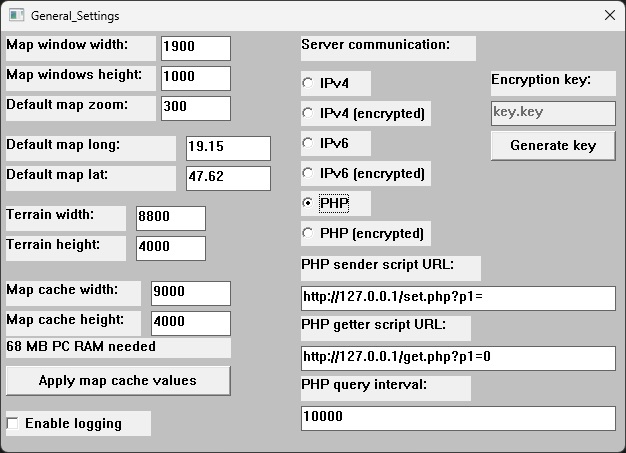 General_Settings
Map window width: 1900
Map windows height: 1000
Default map zoom: 300
Default map long: 19.15
Default map lat: 47.62
Terrain width: 8800
Terrain height: 4000
Map cache width: 9000
Map cache height: 4000
68 MB PC RAM needed
Apply map cache values
Enable logging
Server communication:
IPv4
IPv4 (encrypted)
IPv6
IPv6 (encrypted)
PHP
PHP (encrypted)
Encryption key:
key.key
Generate key
PHP sender script URL:
http://127.0.0.1/set.php?p1=
PHP getter script URL:
http://127.0.0.1/get.php?p1=0
PHP query interval:
10000